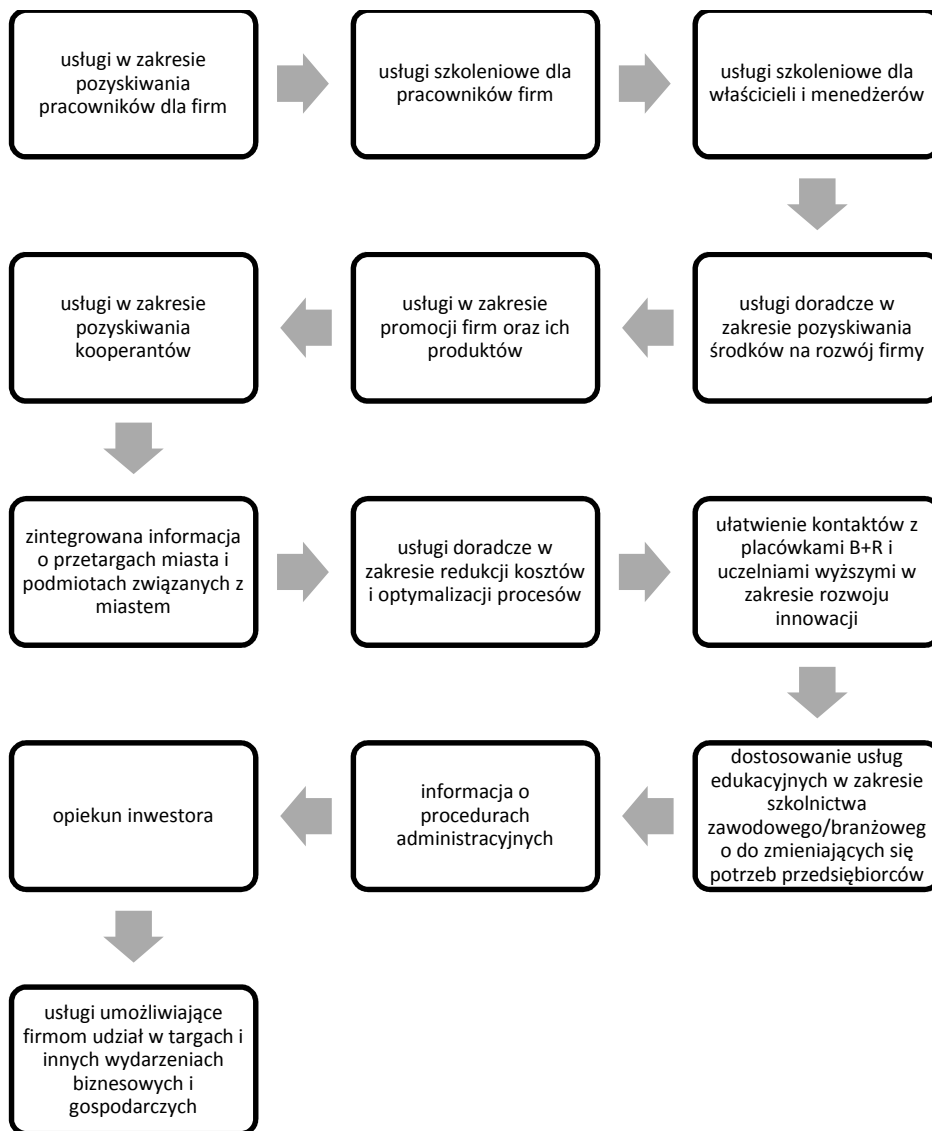 usługi w zakresie
pozyskiwania
pracowników dla firm
usługi szkoleniowe dla
pracowników firm
usługi szkoleniowe dla
właścicieli i menedżerów
usługi doradcze w
zakresie pozyskiwania
środków na rozwój firmy
usługi w zakresie
promocji firm oraz ich
produktów
usługi w zakresie
pozyskiwania
kooperantów
zintegrowana informacja
o przetargach miasta i
podmiotach związanych z
miastem
usługi doradcze w
zakresie redukcji kosztów
i optymalizacji procesów
ułatwienie kontaktów z
placówkami B+R i
uczelniami wyższymi w
zakresie rozwoju
innowacji
dostosowanie usług
edukacyjnych w zakresie
szkolnictwa
zawodowego/branżoweg
o do zmieniających się
potrzeb przedsiębiorców
informacja o
procedurach
administracyjnych
opiekun inwestora
usługi umożliwiające
firmom udział w targach i
innych wydarzeniach
biznesowych i
gospodarczych